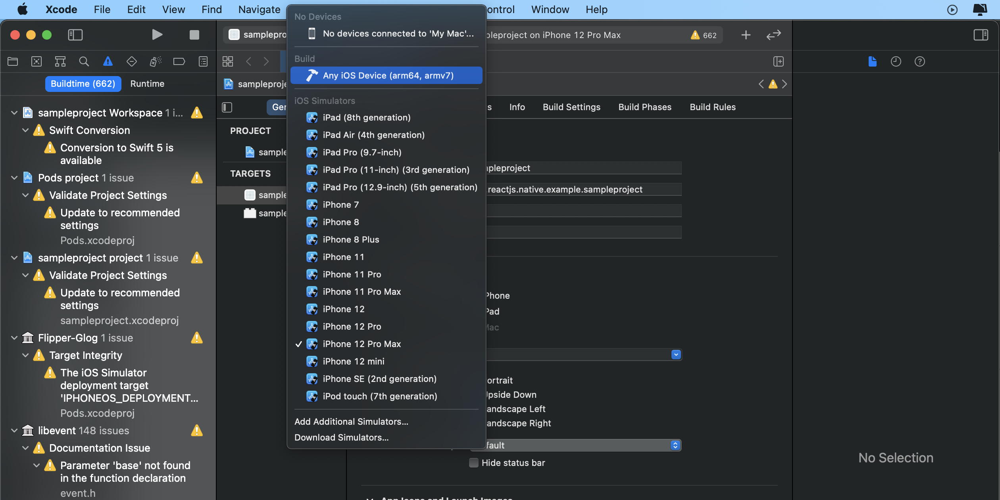 Xcode File Edit View Find Navigate ontrol Window Help
No Devices
No devices connected to 'My Mac'...
Build
Any iOS Device (arm64, armv7)
iOS Simulators
iPad (8th generation)
iPad Air (4th generation)
iPad Pro (9.7-inch)
iPad Pro (11-inch) (3rd generation)
iPad Pro (12.9-inch) (5th generation)
iPhone 7
iPhone 8
iPhone 8 Plus
iPhone 11
iPhone 11 Pro
iPhone 11 Pro Max
iPhone 12
iPhone 12 Pro
✓ iPhone 12 Pro Max
iPhone 12 mini
iPhone SE (2nd generation)
iPod touch (7th generation)
Add Additional Simulators...
Download Simulators...
samplepro
pleproject on iPhone 12 Pro Max
662
Buildtime (662) Runtime
sampleproject Workspace 1 i...
Swift Conversion
Conversion to Swift 5 is
available
Pods project 1 issue
Validate Project Settings
Update to recommended
settings
Pods.xcodeproj
sampleproject project 1 issue
Validate Project Settings
Update to recommended
settings
sampleproject.xcodeproj
Flipper-Glog 1 issue
Target Integrity
The iOS Simulator
deployment target
'IPHONEOS_DEPLOYMENT...
Pods.xcodeproj
libevent 148 issues
Documentation Issue
Parameter 'base' not found
in the function declaration
event.h
sampleproje
Ger
s Info Build Settings Build Phases Build Rules
PROJECT
sample
TARGETS
sample
sample
mpleproject
.reactjs.native.example.sampleproject
Phone
Pad
Mac
ortrait
Upside Down
andscape Left
andscape Right
fault
Hide status bar
App Icons and Launch Images
No Selection